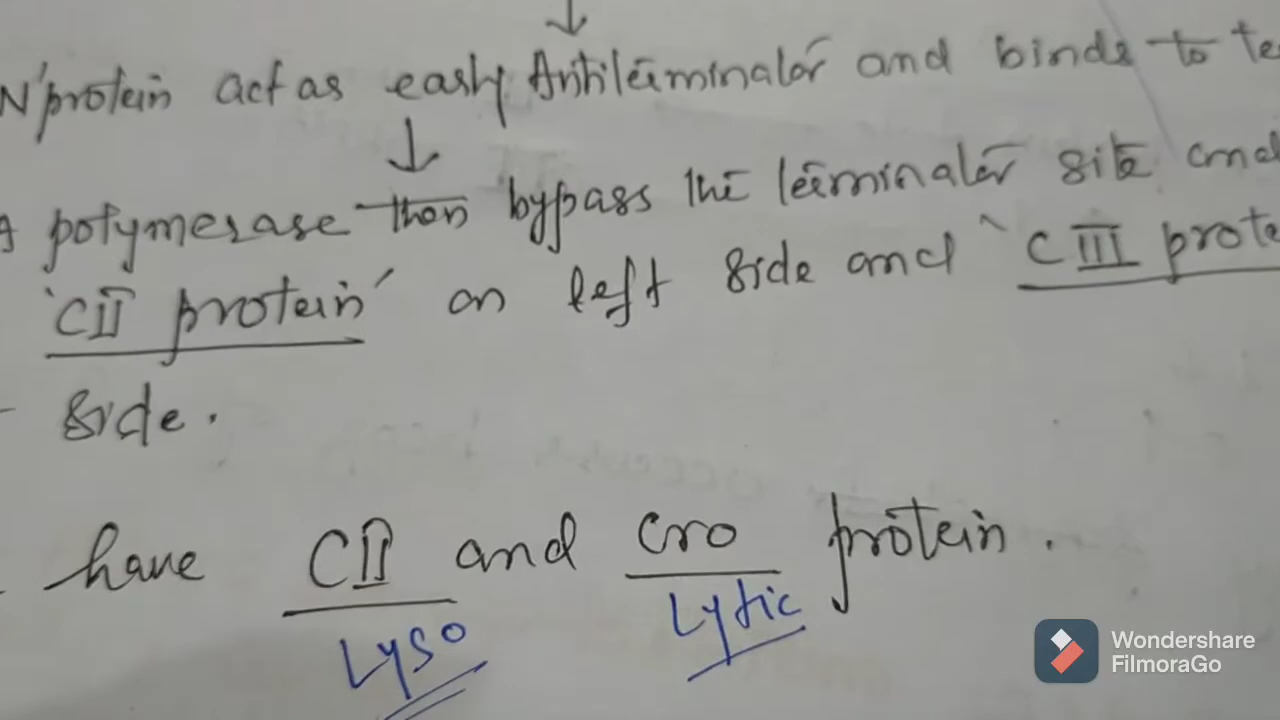 N'protein act as early Antiterminator and binds to te
A polymerase then bypass the terminator site and
'CII protein' on left side and 'CIII prote
side.
have CII and Cro protein.
Lyso Lytic
Wondershare
FilmoraGo